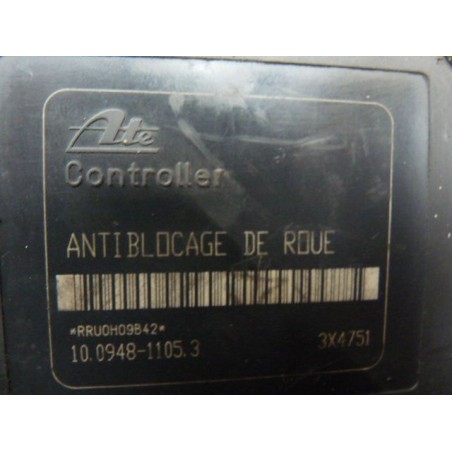 Ate
Controller
ANTIBLOCAGE DE ROUE
*RRU0H09B42*
10.0948-1105.3 3X4751